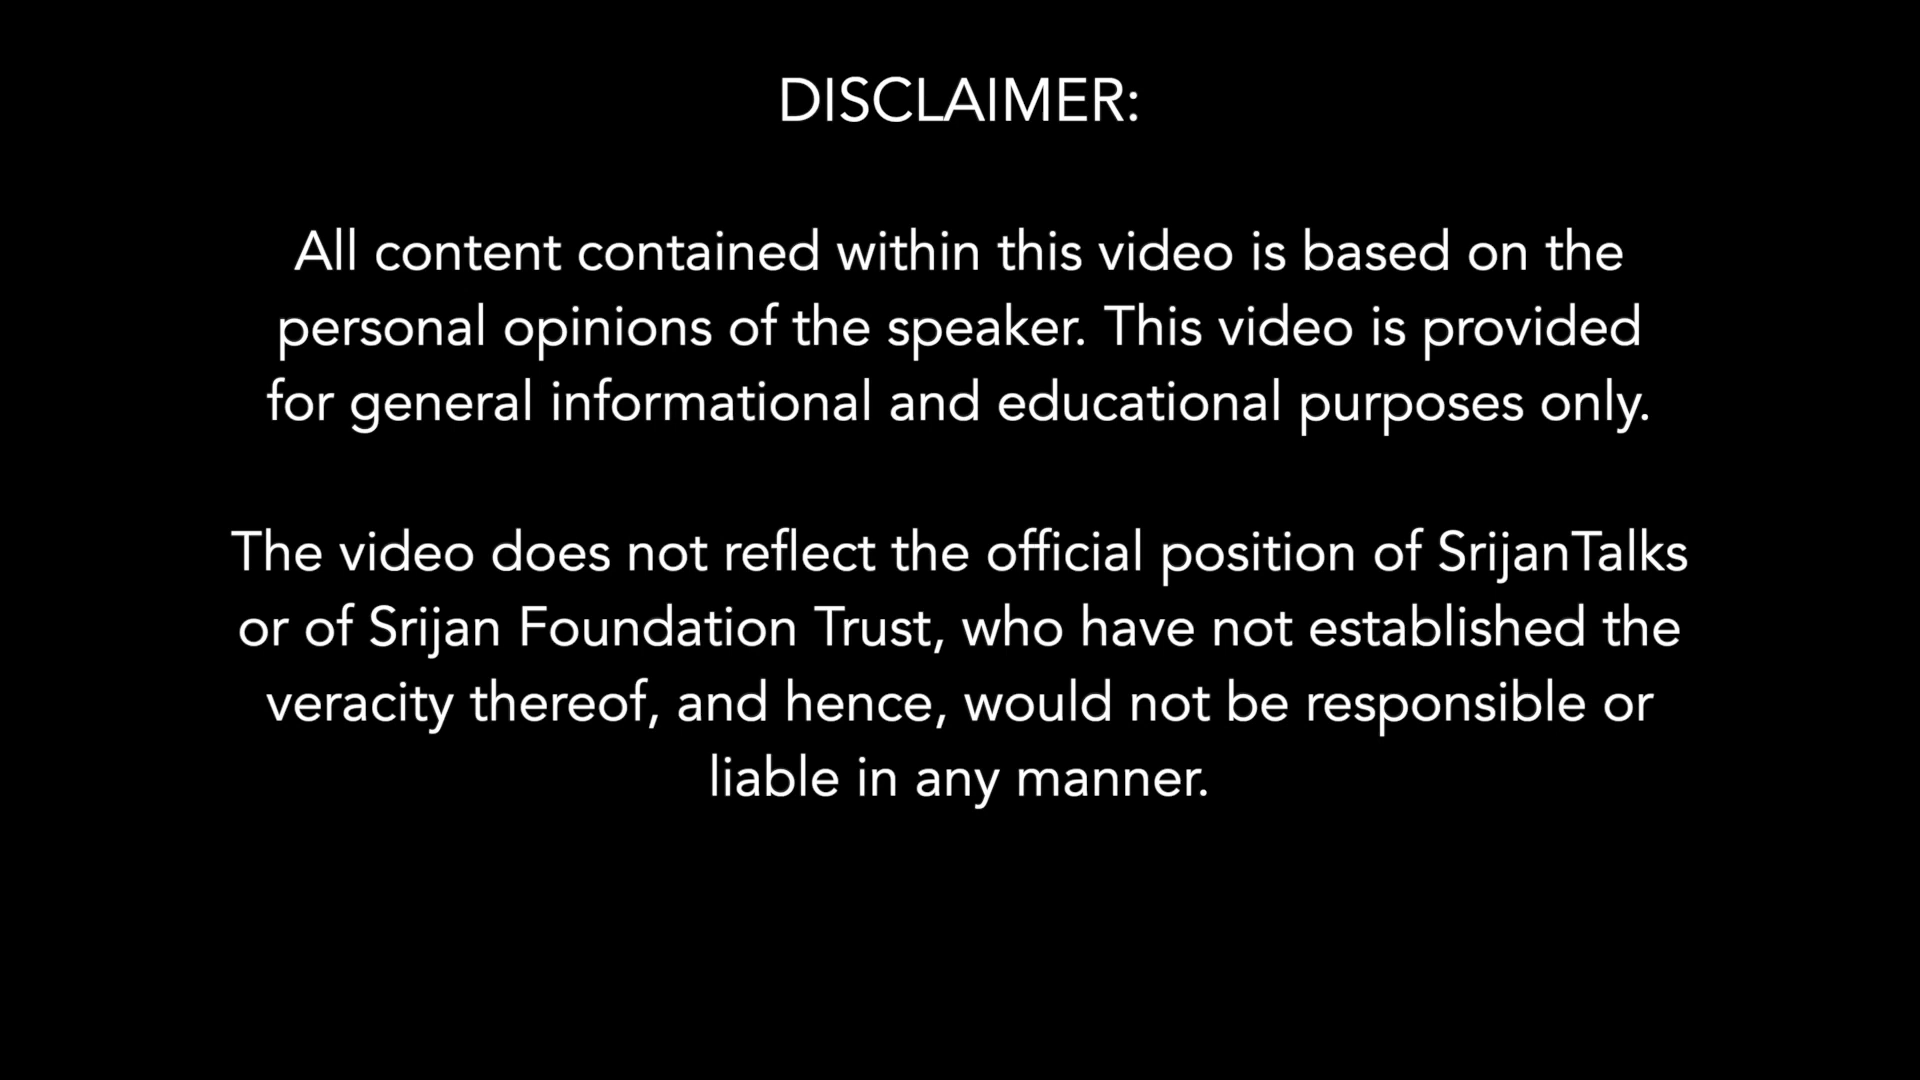 DISCLAIMER:
All content contained within this video is based on the
personal opinions of the speaker. This video is provided
for general informational and educational purposes only.
The video does not reflect the official position of SrijanTalks
or of Srijan Foundation Trust, who have not established the
veracity thereof, and hence, would not be responsible or
liable in any manner.